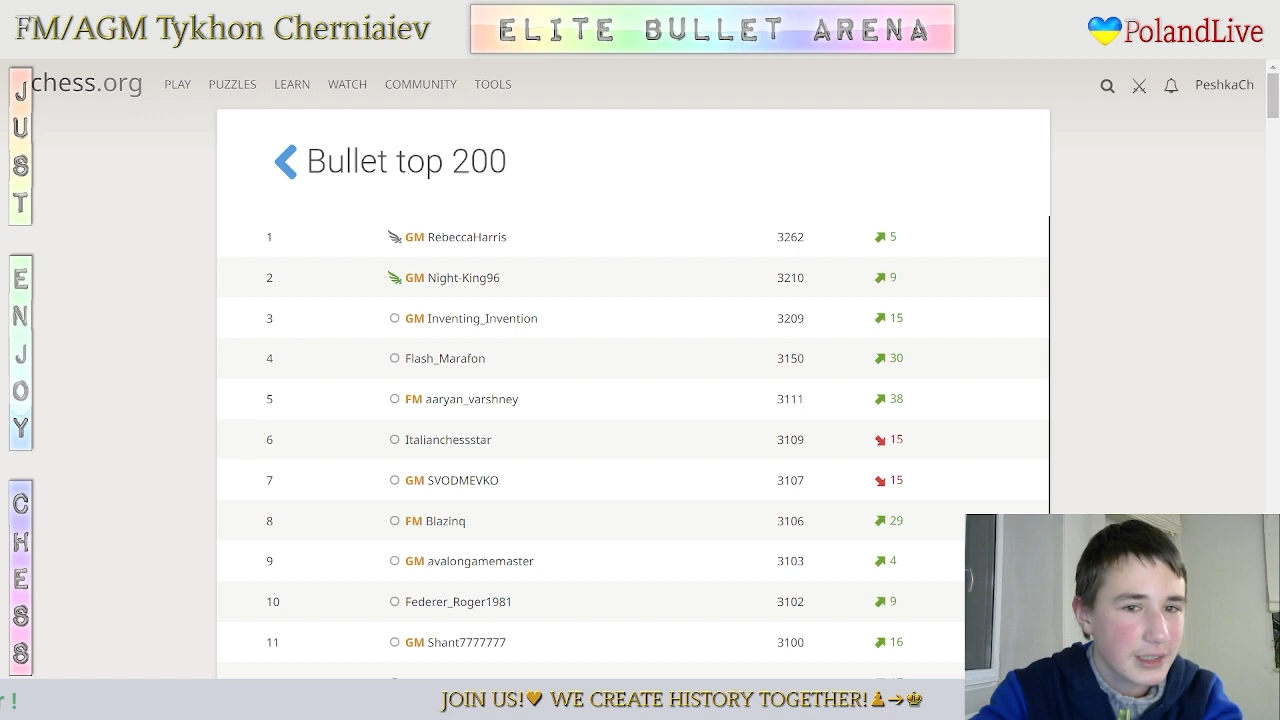 FM/AGM Tykhon Cherniaiev
ELITE BULLET ARENA
PolandLive
chess.org
PLAY PUZZLES LEARN WATCH COMMUNITY TOOLS
PeshkaCh
JUST
ENJOY
CHESS
Bullet top 200
1 GM RebeccaHarris 3262 5
2 GM Night-King96 3210 9
3 GM Inventing_Invention 3209 15
4 Flash_Marafon 3150 30
5 FM aaryan_varshney 3111 38
6 Italianchessstar 3109 15
7 GM SVODMEVKO 3107 15
8 FM Blazinq 3106 29
9 GM avalongamemaster 3103 4
10 Federer_Roger1981 3102 9
11 GM Shant7777777 3100 16
r ! JOIN US!♥ WE CREATE HISTORY TOGETHER!♟→♚